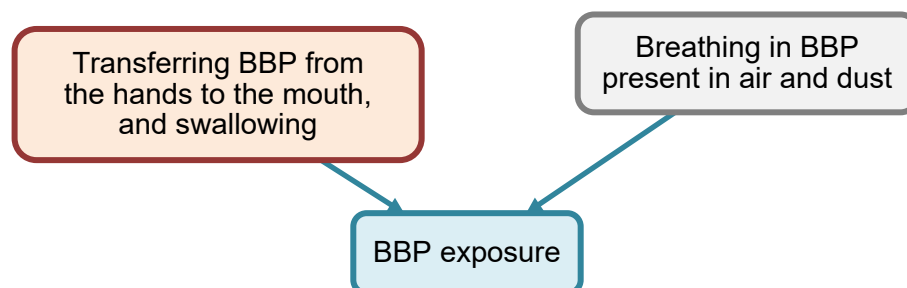 Transferring BBP from
the hands to the mouth,
and swallowing
Breathing in BBP
present in air and dust
BBP exposure